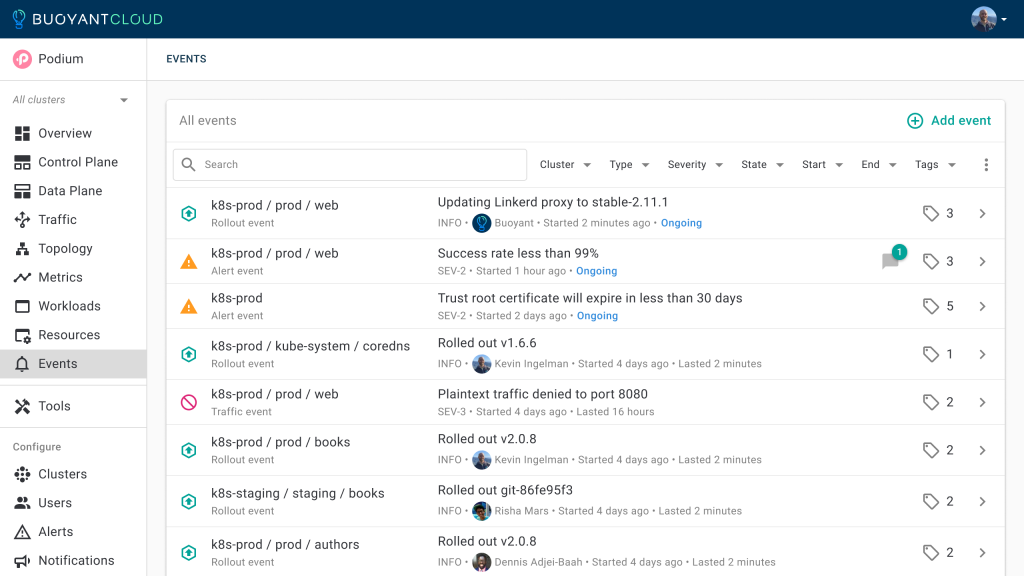 BUOYANTCLOUD
Podium
EVENTS
All clusters
Overview
Control Plane
Data Plane
Traffic
Topology
Metrics
Workloads
Resources
Events
Tools
Configure
Clusters
Users
Alerts
Notifications
All events
Add event
Search
Cluster Type Severity State Start End Tags
k8s-prod / prod / web
Rollout event
Updating Linkerd proxy to stable-2.11.1
INFO • Buoyant • Started 2 minutes ago • Ongoing
3
k8s-prod / prod / web
Alert event
Success rate less than 99%
SEV-2 • Started 1 hour ago • Ongoing
1
3
k8s-prod
Alert event
Trust root certificate will expire in less than 30 days
SEV-2 • Started 2 days ago • Ongoing
5
k8s-prod / kube-system / coredns
Rollout event
Rolled out v1.6.6
INFO • Kevin Ingelman • Started 4 days ago • Lasted 2 minutes
1
k8s-prod / prod / web
Traffic event
Plaintext traffic denied to port 8080
SEV-3 • Started 4 days ago • Lasted 16 hours
2
k8s-prod / prod / books
Rollout event
Rolled out v2.0.8
INFO • Kevin Ingelman • Started 4 days ago • Lasted 2 minutes
2
k8s-staging / staging / books
Rollout event
Rolled out git-86fe95f3
INFO • Risha Mars • Started 4 days ago • Lasted 2 minutes
2
k8s-prod / prod / authors
Rollout event
Rolled out v2.0.8
INFO • Dennis Adjei-Baah • Started 4 days ago • Lasted 2 minutes
2